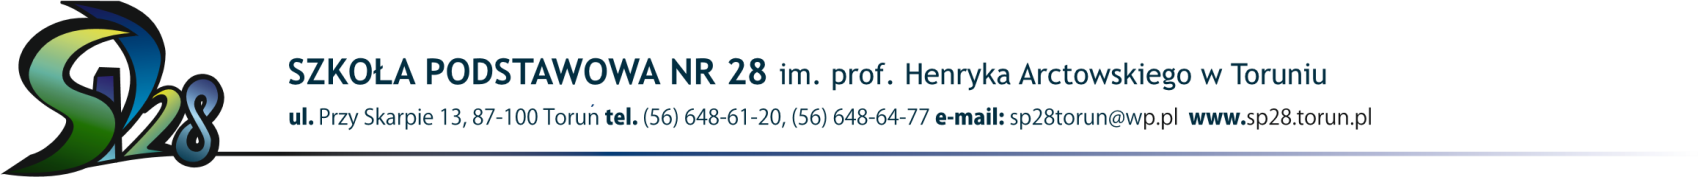 SP28
SZKOŁA PODSTAWOWA NR 28 im. prof. Henryka Arctowskiego w Toruniu
ul. Przy Skarpie 13, 87-100 Toruń tel. (56) 648-61-20, (56) 648-64-77 e-mail: sp28torun@wp.pl www.sp28.torun.pl